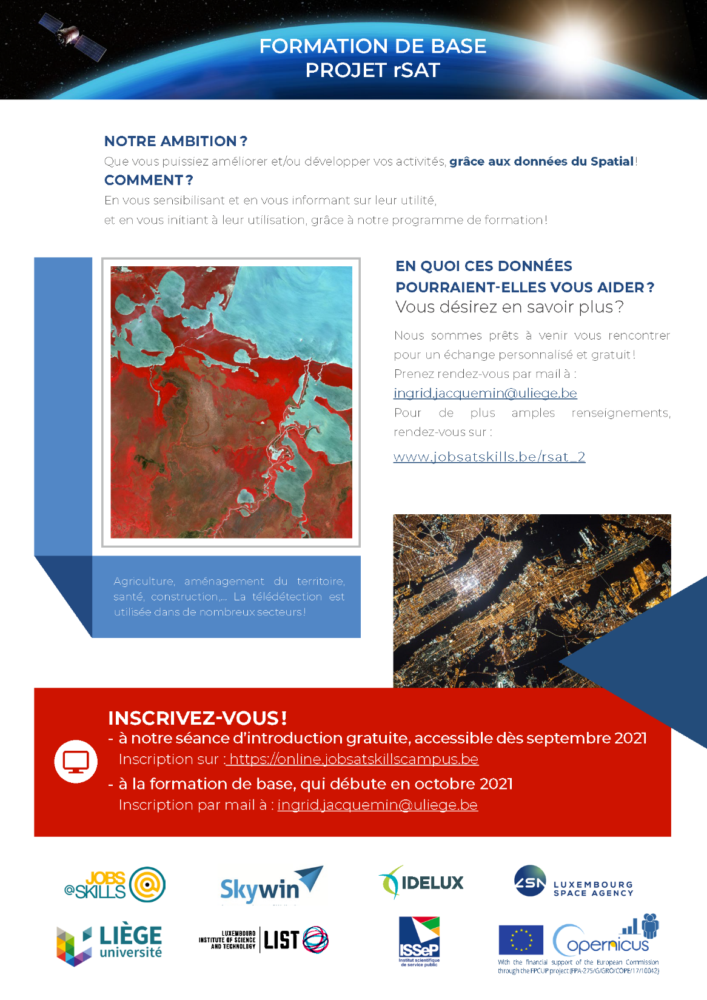 FORMATION DE BASE
PROJET rSAT
NOTRE AMBITION ?
Que vous puissiez améliorer et/ou développer vos activités, grâce aux données du Spatial !
COMMENT ?
En vous sensibilisant et en vous informant sur leur utilité,
et en vous initiant à leur utilisation, grâce à notre programme de formation !
EN QUOI CES DONNÉES
POURRAIENT-ELLES VOUS AIDER ?
Vous désirez en savoir plus ?
Nous sommes prêts à venir vous rencontrer
pour un échange personnalisé et gratuit !
Prenez rendez-vous par mail à :
ingrid.jacquemin@uliege.be
Pour de plus amples renseignements,
rendez-vous sur :
www.jobsatskills.be/rsat_2
Agriculture, aménagement du territoire,
santé, construction,... La télédétection est
utilisée dans de nombreux secteurs !
INSCRIVEZ-VOUS !
- à notre séance d'introduction gratuite, accessible dès septembre 2021
Inscription sur : https://online.jobsatskillscampus.be
- à la formation de base, qui débute en octobre 2021
Inscription par mail à : ingrid.jacquemin@uliege.be
JOBS
@SKILLS
Skywin
IDELUX
LSA
LUXEMBOURG
SPACE AGENCY
LIÈGE
université
LUXEMBOURG
INSTITUTE OF SCIENCE
AND TECHNOLOGY
LIST
ISSeP
Institut scientifique
de service public
Copernicus
With the financial support of the European Commission
through the FPCUP project (FPA-275/G/GRO/COPE/17/10042)